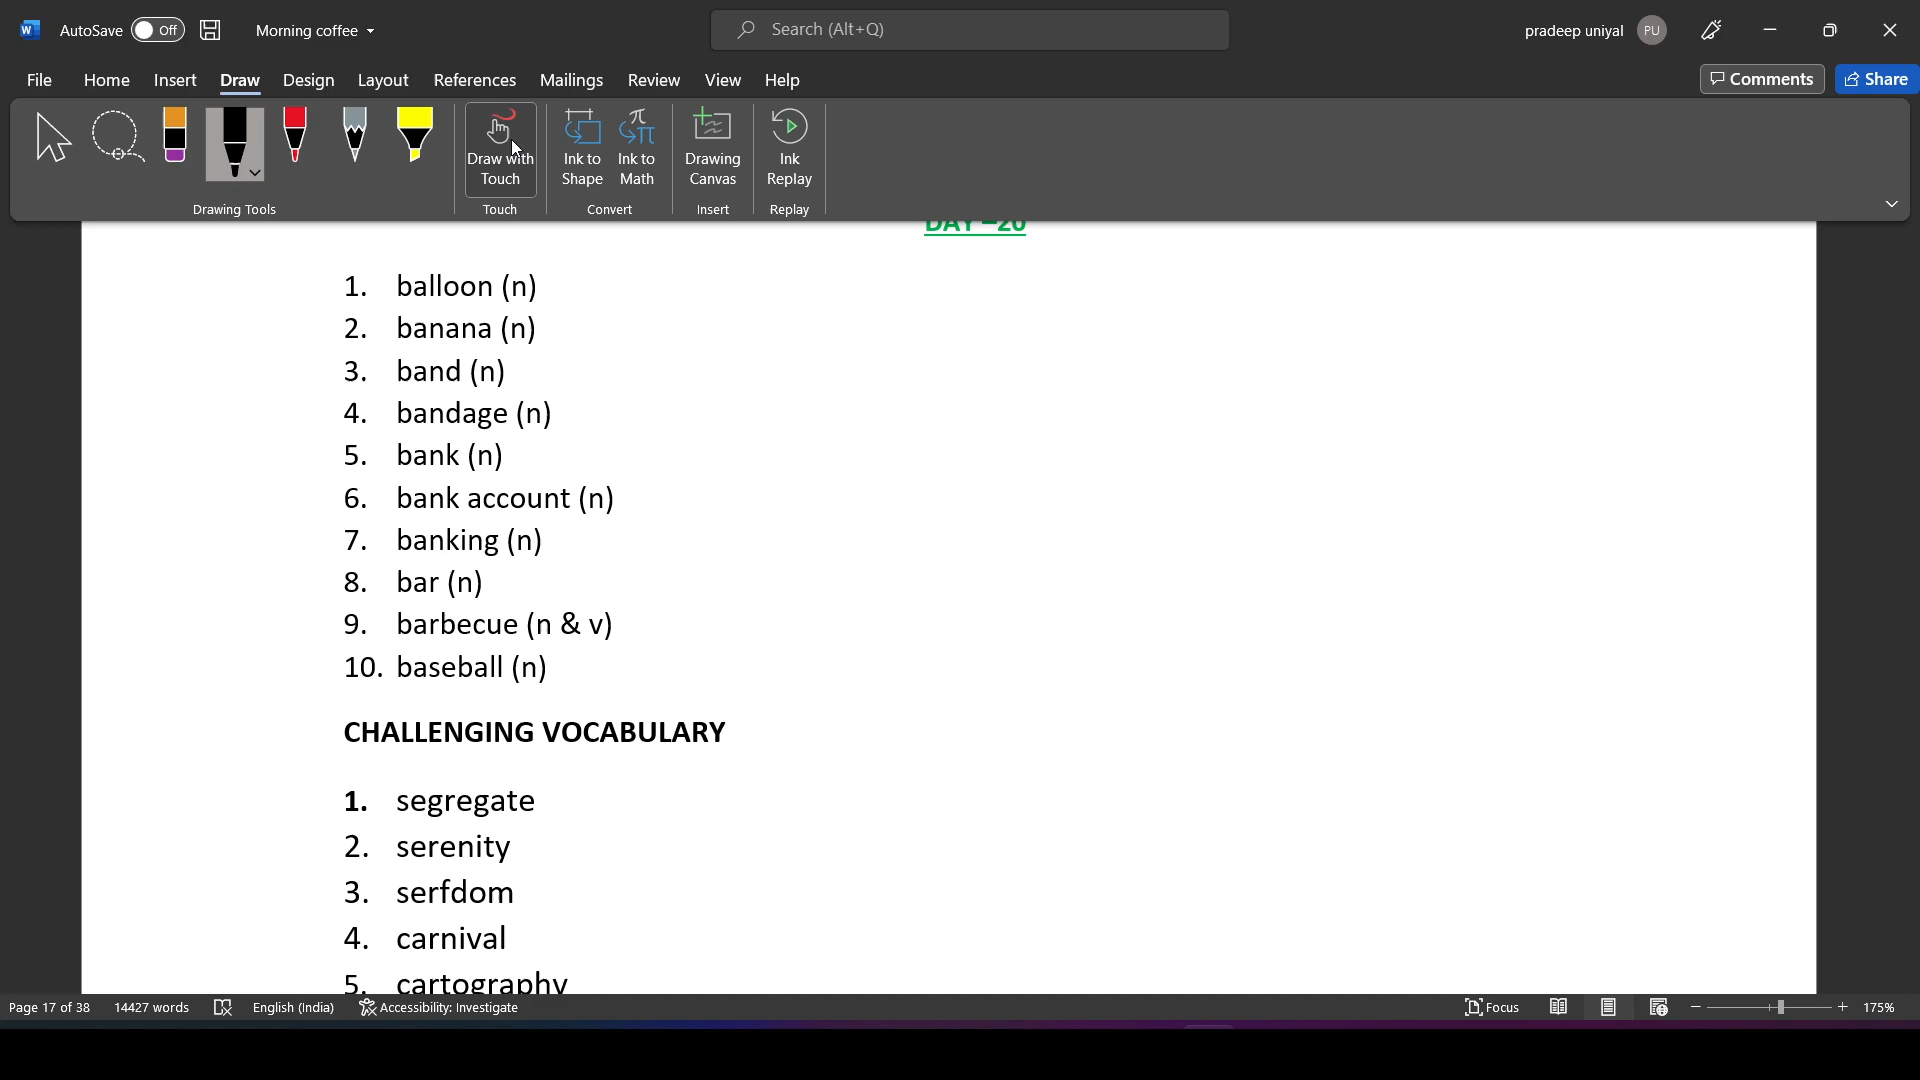 AutoSave Off Morning coffee Search (Alt+Q) pradeep uniyal PU
File Home Insert Draw Design Layout References Mailings Review View Help Comments Share
Draw with Touch Ink to Shape Ink to Math Drawing Canvas Ink Replay
Drawing Tools Touch Convert Insert Replay
DAY –20
1. balloon (n)
2. banana (n)
3. band (n)
4. bandage (n)
5. bank (n)
6. bank account (n)
7. banking (n)
8. bar (n)
9. barbecue (n & v)
10. baseball (n)
CHALLENGING VOCABULARY
1. segregate
2. serenity
3. serfdom
4. carnival
5. cartography
Page 17 of 38 14427 words English (India) Accessibility: Investigate Focus 175%